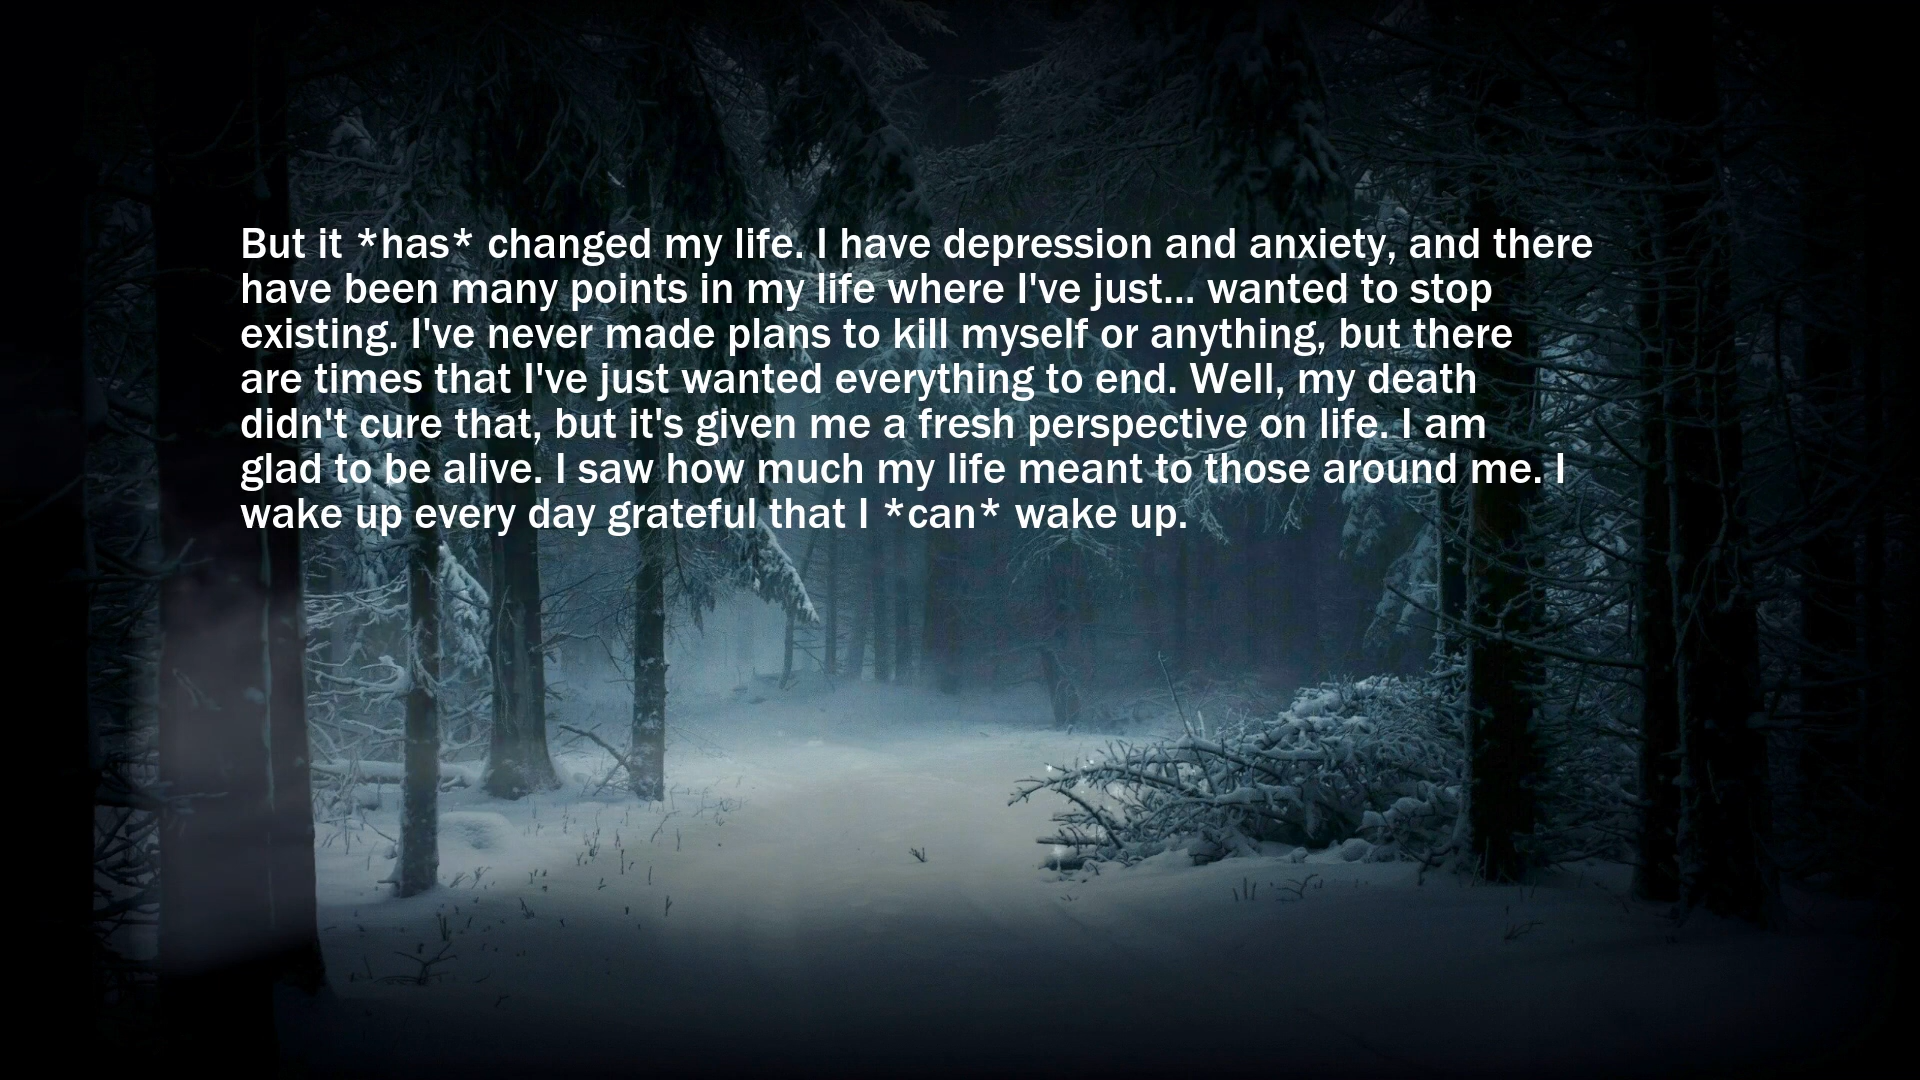 But it *has* changed my life. I have depression and anxiety, and there
have been many points in my life where I've just... wanted to stop
existing. I've never made plans to kill myself or anything, but there
are times that I've just wanted everything to end. Well, my death
didn't cure that, but it's given me a fresh perspective on life. I am
glad to be alive. I saw how much my life meant to those around me. I
wake up every day grateful that I *can* wake up.